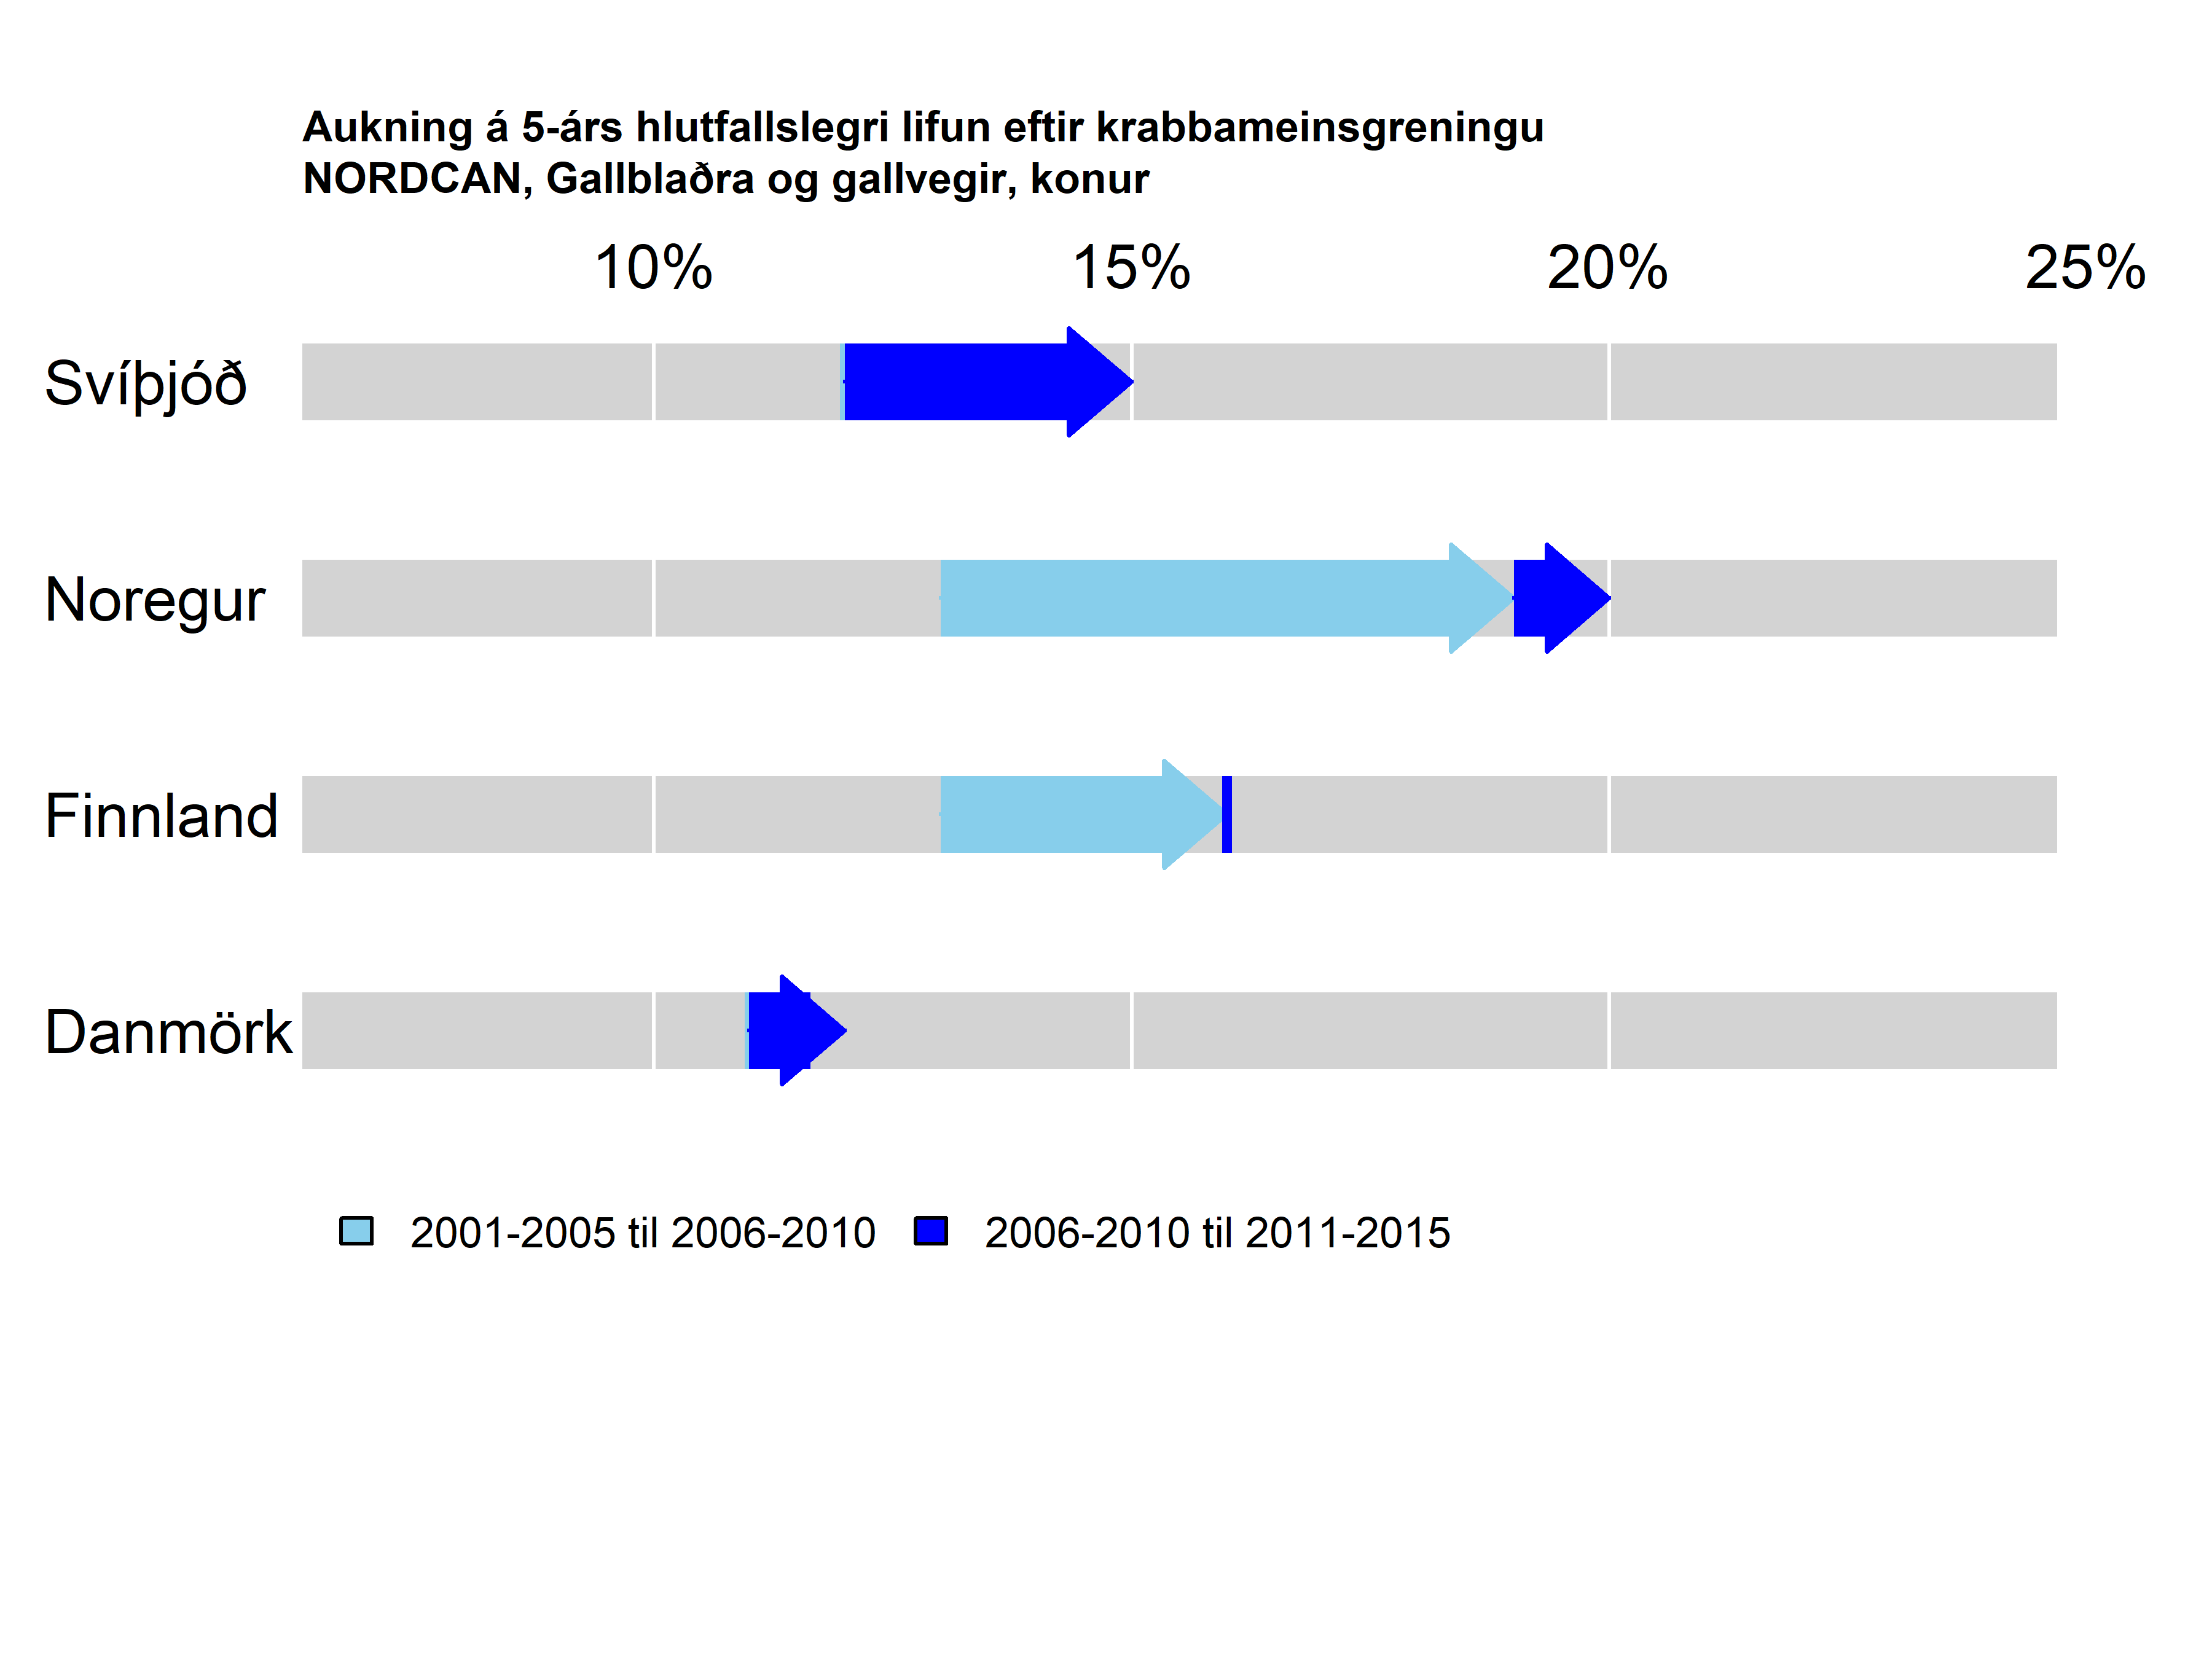 Aukning á 5-árs hlutfallslegri lifun eftir krabbameinsgreningu
NORDCAN, Gallblaðra og gallvegir, konur
10% 15% 20% 25%
Svíþjóð
Noregur
Finnland
Danmörk
2001-2005 til 2006-2010 2006-2010 til 2011-2015